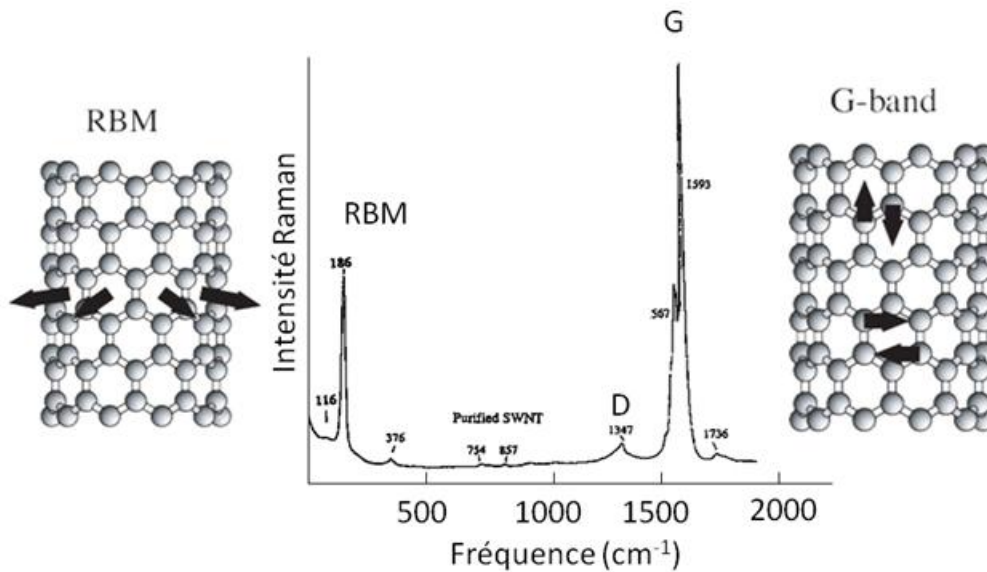 G
RBM
G-band
RBM
1593
186
567
116
Purified SWNT
D
1347
376
754
857
1736
Intensité Raman
500
1000
1500
2000
Fréquence (cm-1)